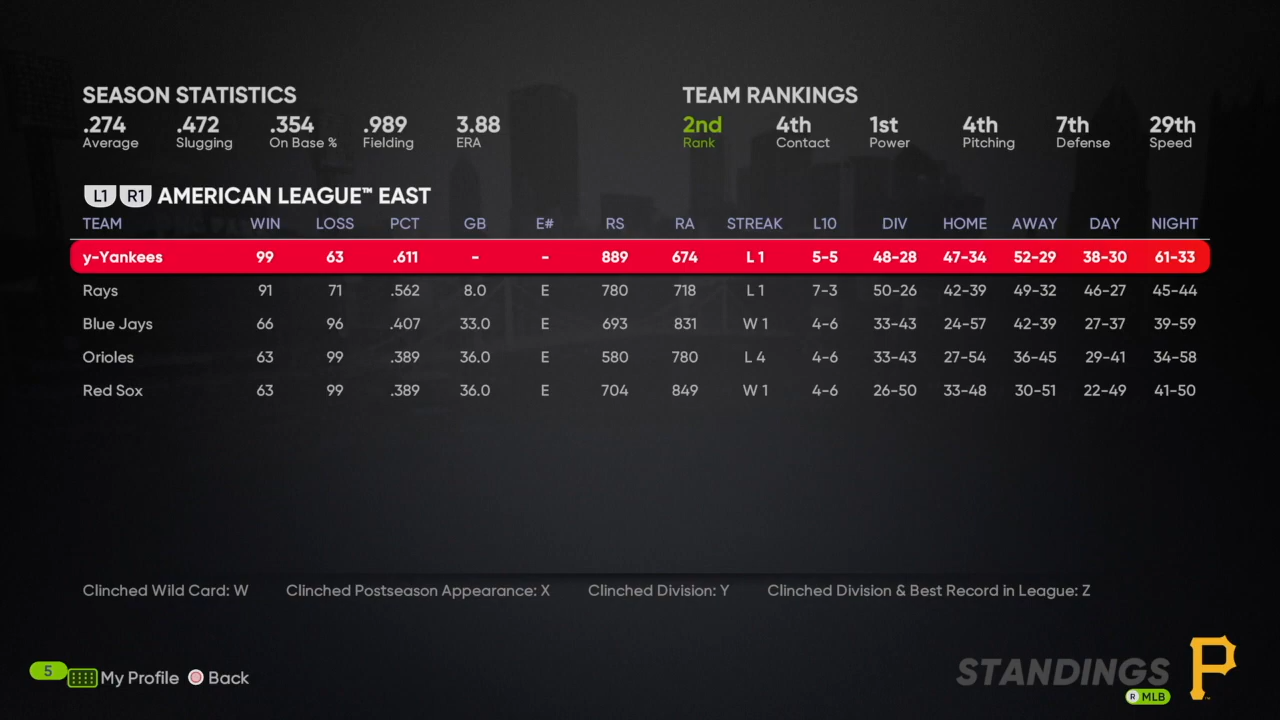 SEASON STATISTICS
.274 .472 .354 .989 3.88
Average Slugging On Base % Fielding ERA
TEAM RANKINGS
2nd 4th 1st 4th 7th 29th
Rank Contact Power Pitching Defense Speed
L1 R1 AMERICAN LEAGUE™ EAST
TEAM WIN LOSS PCT GB E# RS RA STREAK L10 DIV HOME AWAY DAY NIGHT
y-Yankees 99 63 .611 - - 889 674 L 1 5-5 48-28 47-34 52-29 38-30 61-33
Rays 91 71 .562 8.0 E 780 718 L 1 7-3 50-26 42-39 49-32 46-27 45-44
Blue Jays 66 96 .407 33.0 E 693 831 W 1 4-6 33-43 24-57 42-39 27-37 39-59
Orioles 63 99 .389 36.0 E 580 780 L 4 4-6 33-43 27-54 36-45 29-41 34-58
Red Sox 63 99 .389 36.0 E 704 849 W 1 4-6 26-50 33-48 30-51 22-49 41-50
Clinched Wild Card: W Clinched Postseason Appearance: X Clinched Division: Y Clinched Division & Best Record in League: Z
5 My Profile Back
STANDINGS
R MLB
P